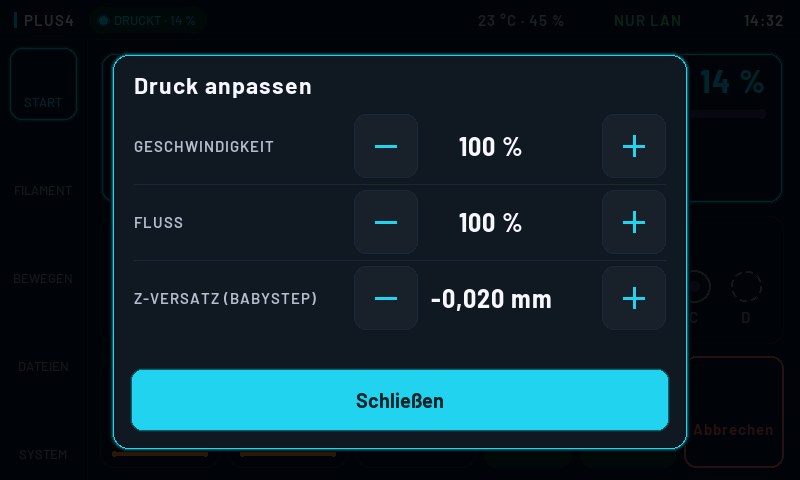 PLUS4
DRUCKT · 14 %
23 °C · 45 %
NUR LAN
14:32
START
FILAMENT
BEWEGEN
DATEIEN
SYSTEM
14 %
Druck anpassen
GESCHWINDIGKEIT
100 %
FLUSS
100 %
Z-VERSATZ (BABYSTEP)
-0,020 mm
Schließen
C
D
Abbrechen